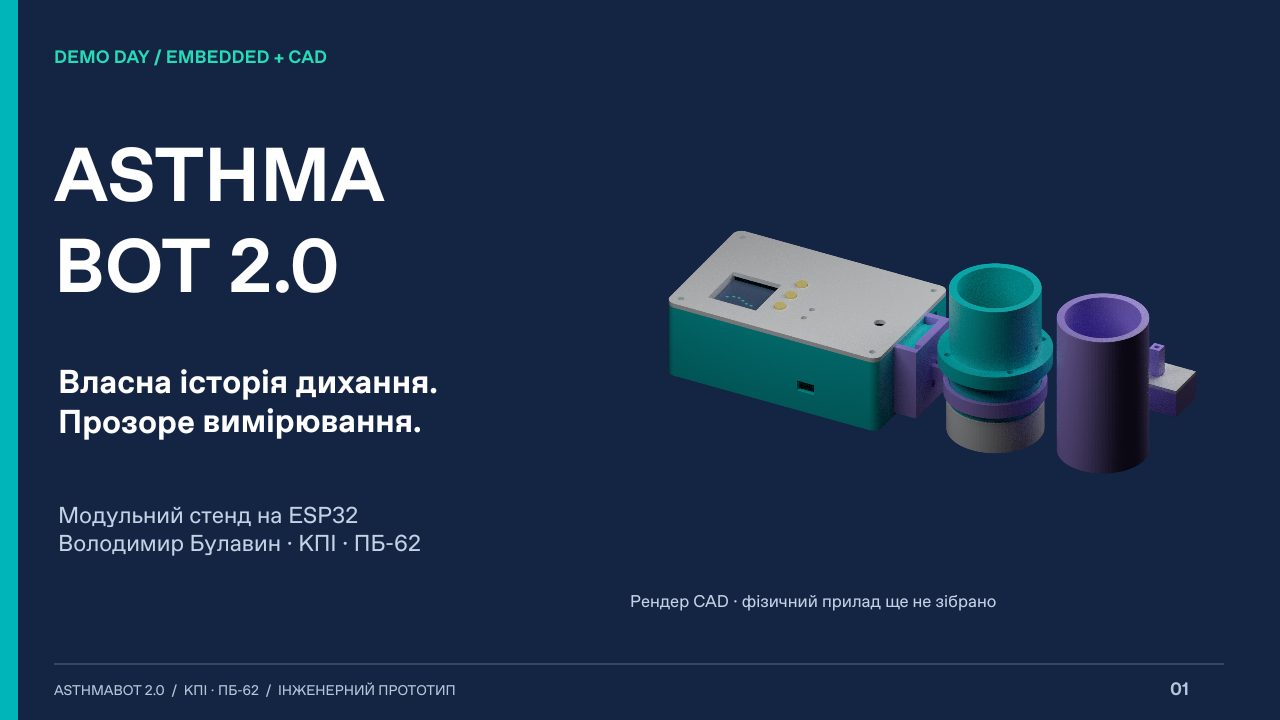 DEMO DAY / EMBEDDED + CAD
ASTHMA
BOT 2.0
Власна історія дихання.
Прозоре вимірювання.
Модульний стенд на ESP32
Володимир Булавин · КПІ · ПБ-62
Рендер CAD · фізичний прилад ще не зібрано
ASTHMABOT 2.0 / КПІ · ПБ-62 / ІНЖЕНЕРНИЙ ПРОТОТИП
01